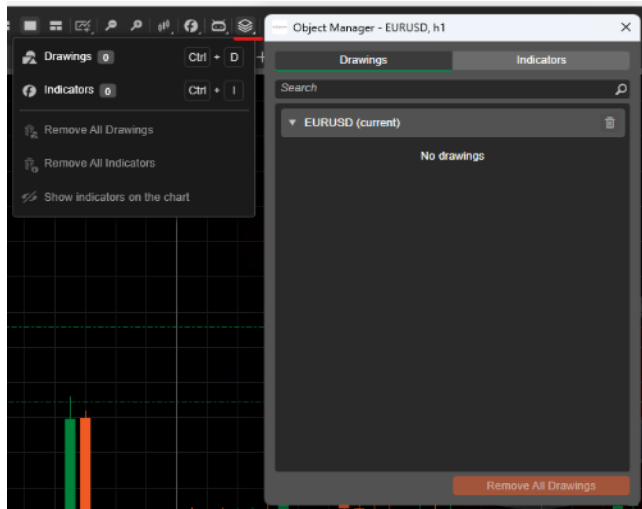 Drawings 0 Ctrl + D
Indicators 0 Ctrl + I
Remove All Drawings
Remove All Indicators
Show indicators on the chart
Object Manager - EURUSD, h1
Drawings Indicators
Search
EURUSD (current)
No drawings
Remove All Drawings